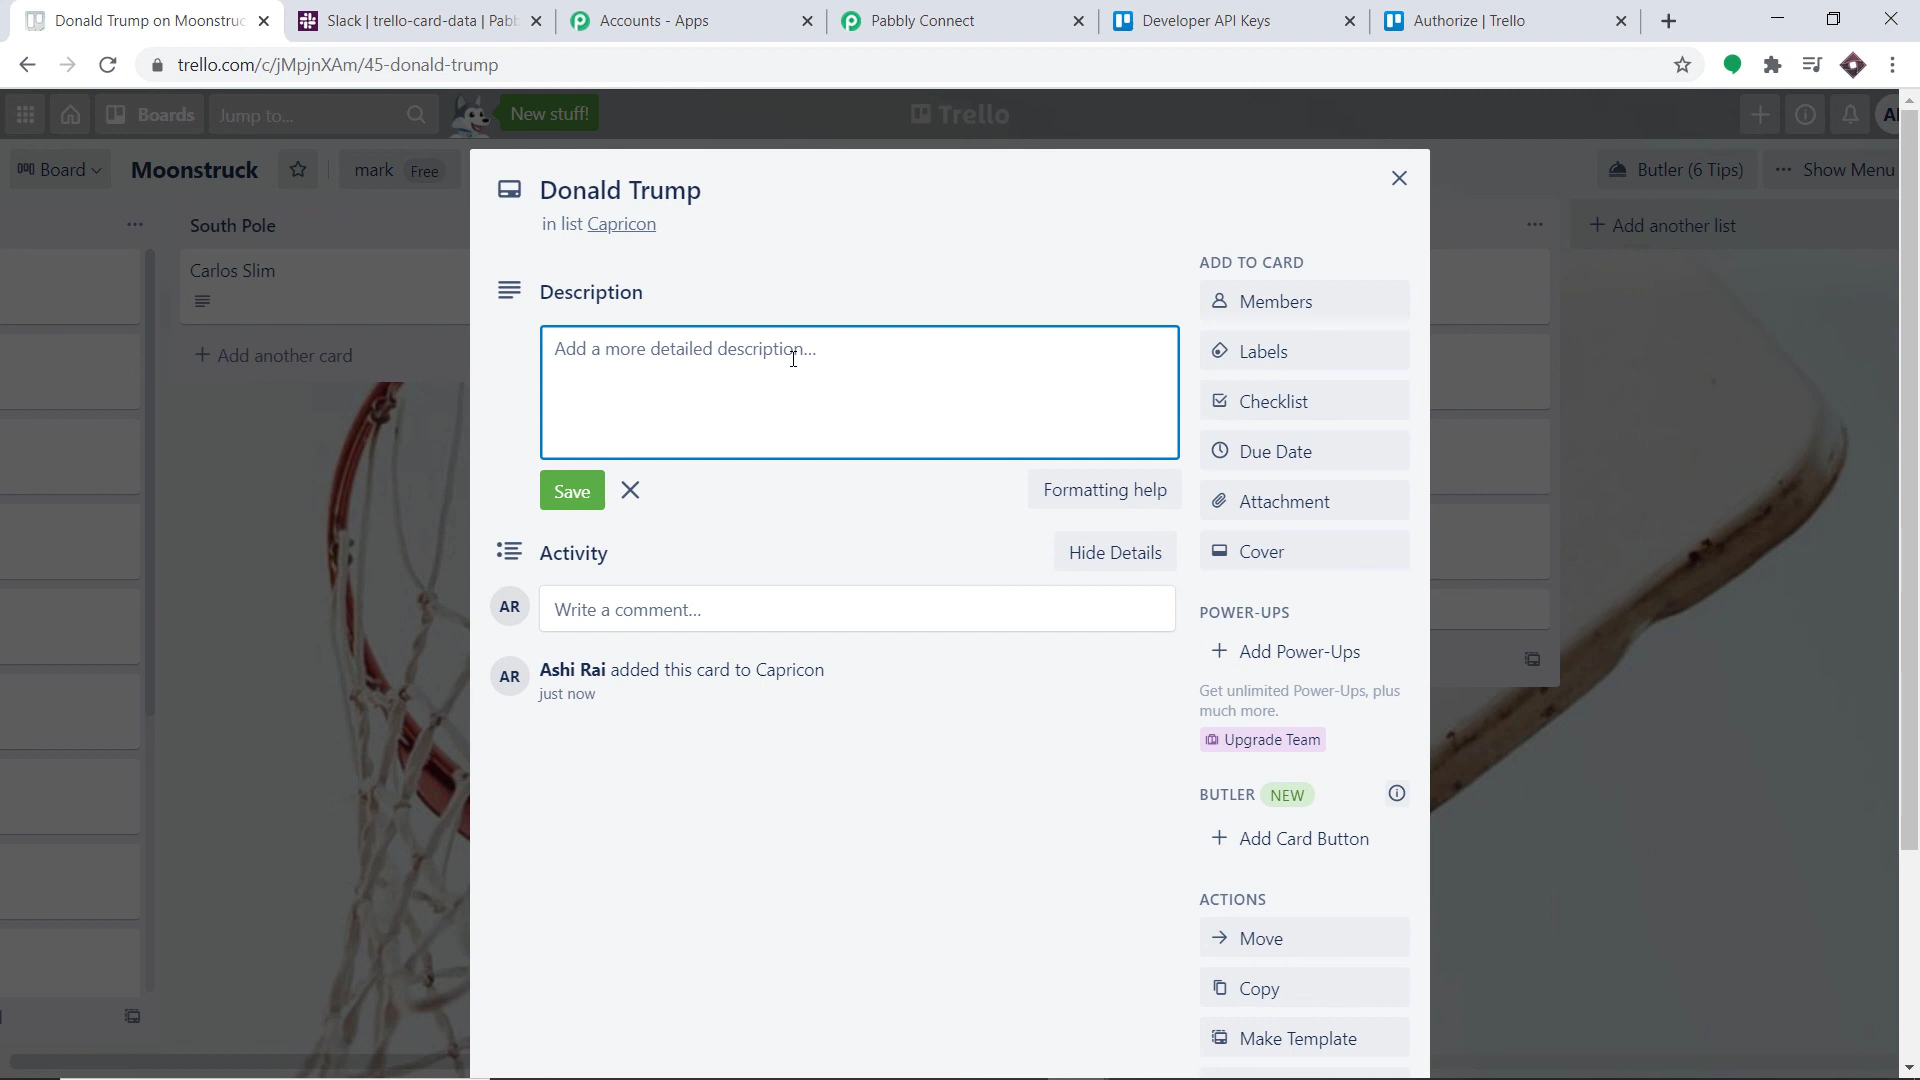 Donald Trump on Moonstruc
Slack | trello-card-data | Pabb
Accounts - Apps
Pabbly Connect
Developer API Keys
Authorize | Trello
trello.com/c/jMpjnXAm/45-donald-trump
Boards
Jump to...
New stuff!
Trello
Board
Moonstruck
mark Free
Butler (6 Tips)
Show Menu
South Pole
Carlos Slim
+ Add another card
+ Add another list
Donald Trump
in list Capricon
Description
Add a more detailed description...
Save
Formatting help
Activity
Hide Details
AR
Write a comment...
AR
Ashi Rai added this card to Capricon
just now
ADD TO CARD
Members
Labels
Checklist
Due Date
Attachment
Cover
POWER-UPS
+ Add Power-Ups
Get unlimited Power-Ups, plus
much more.
Upgrade Team
BUTLER NEW
+ Add Card Button
ACTIONS
Move
Copy
Make Template